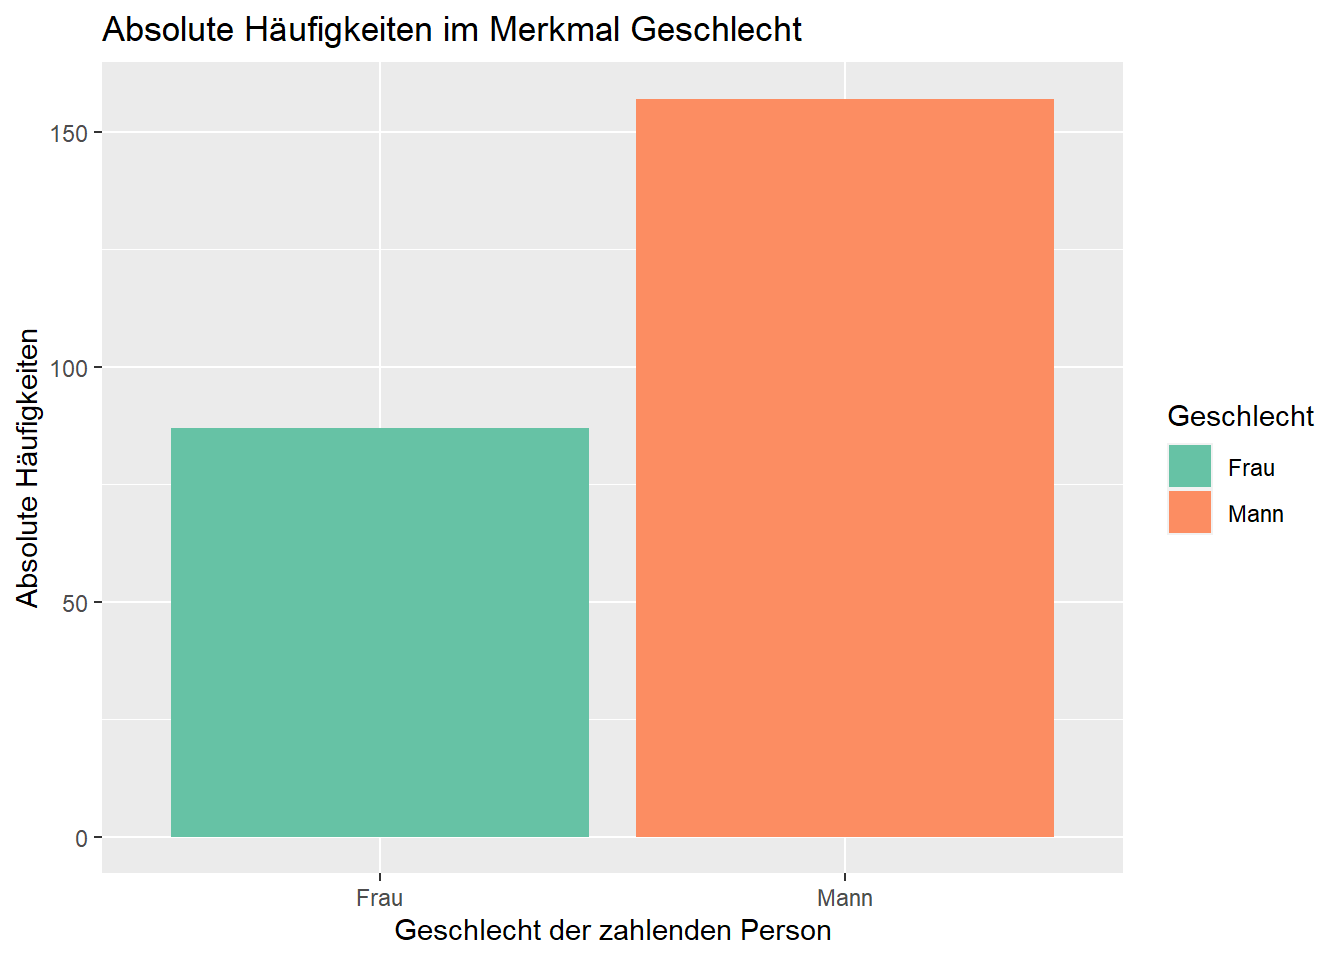 Absolute Häufigkeiten im Merkmal Geschlecht
150
100
50
0
Absolute Häufigkeiten
Frau
Mann
Geschlecht der zahlenden Person
Geschlecht
Frau
Mann